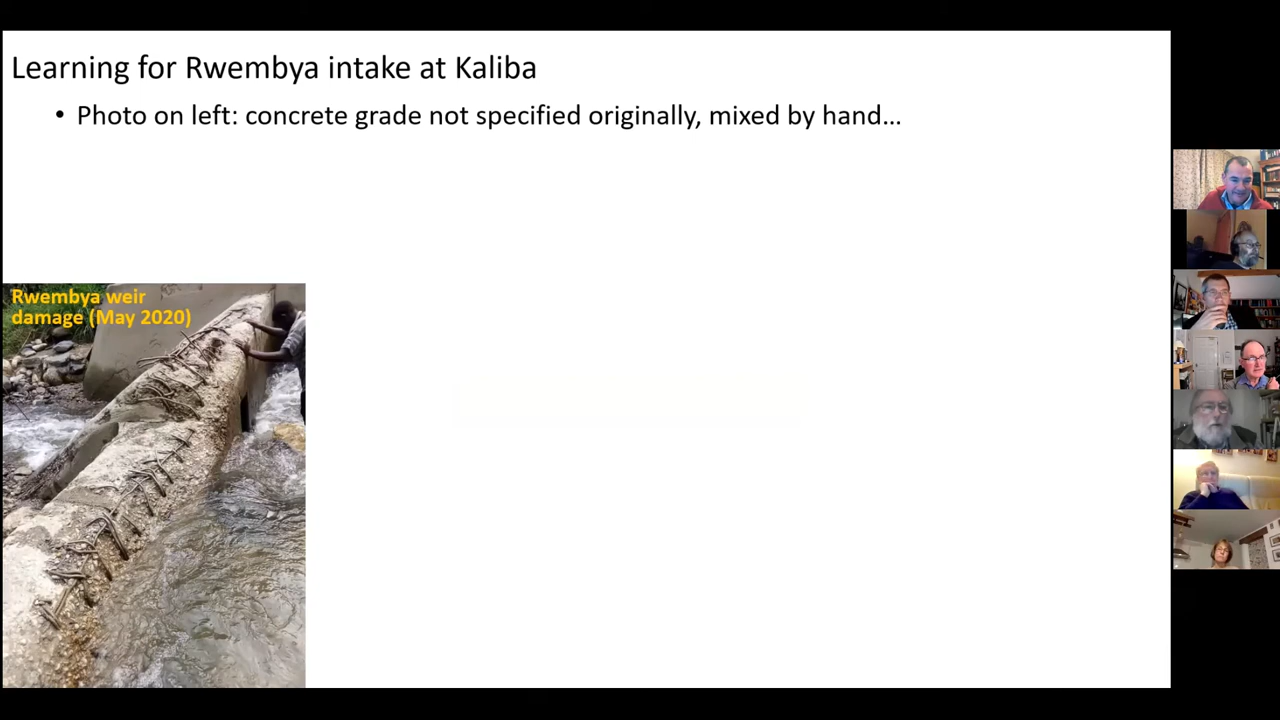 Learning for Rwembya intake at Kaliba
• Photo on left: concrete grade not specified originally, mixed by hand…
Rwembya weir
damage (May 2020)